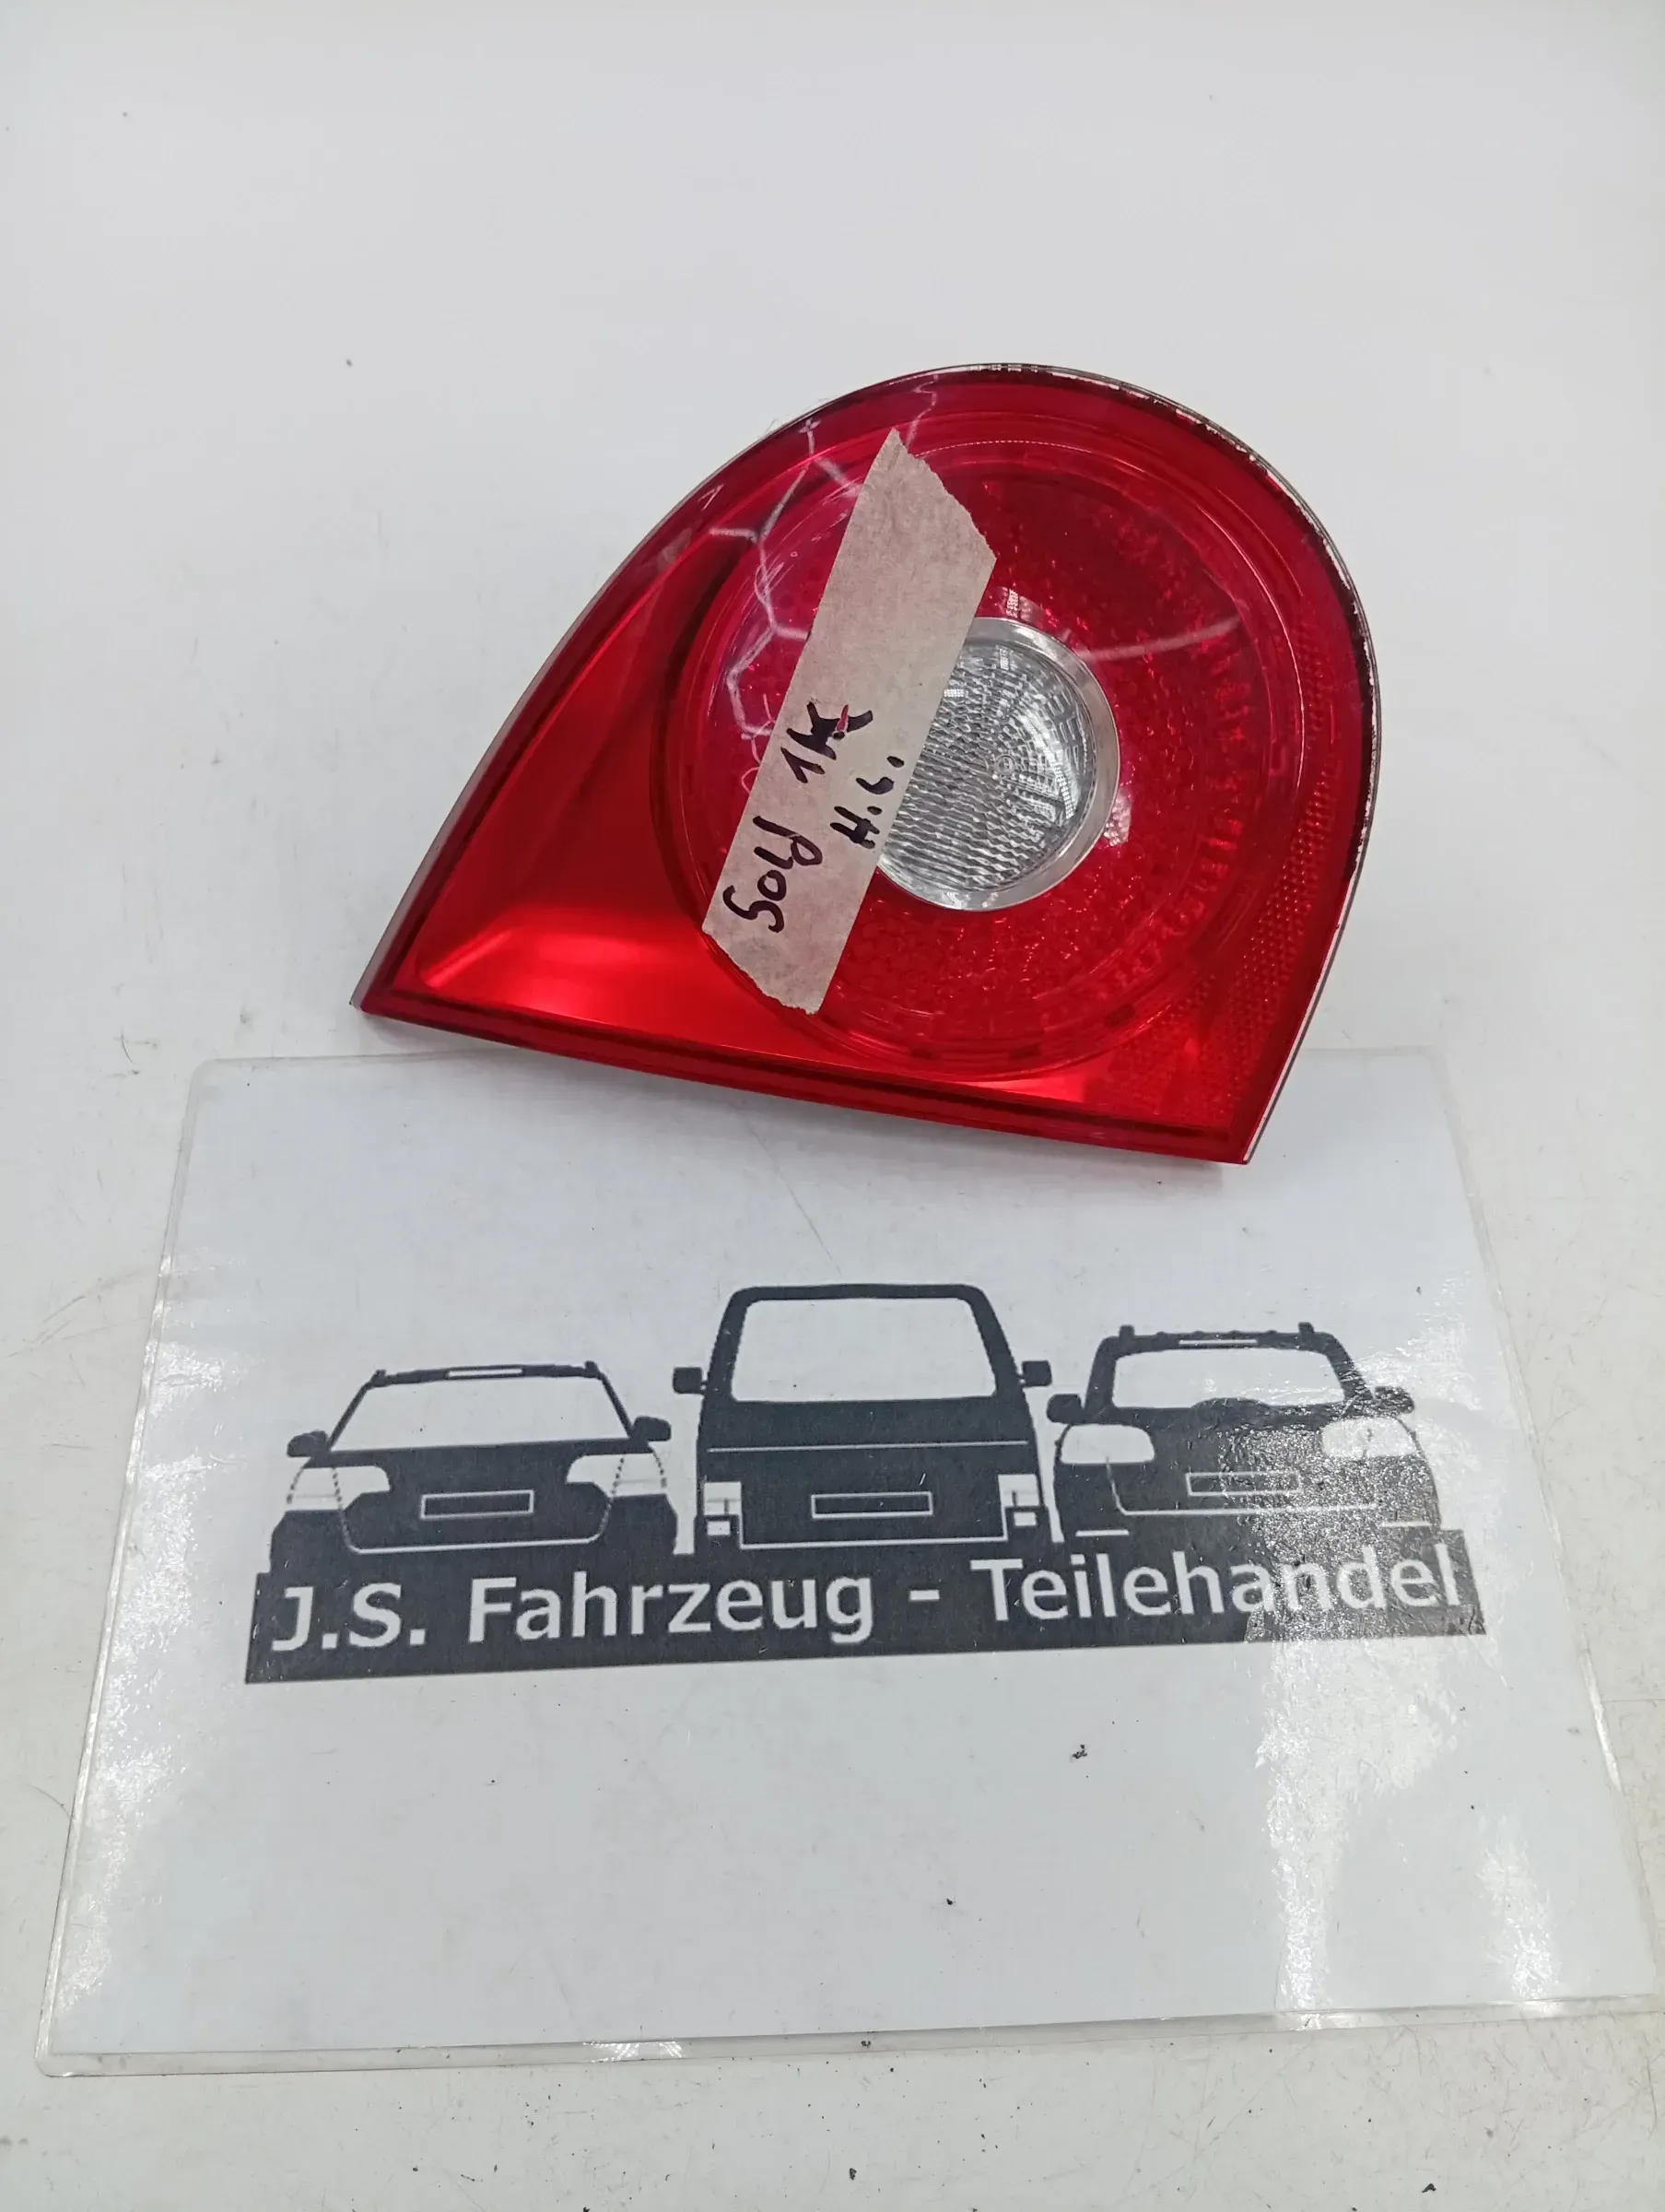 Golf 1K
H.L.
J.S. Fahrzeug - Teilehandel